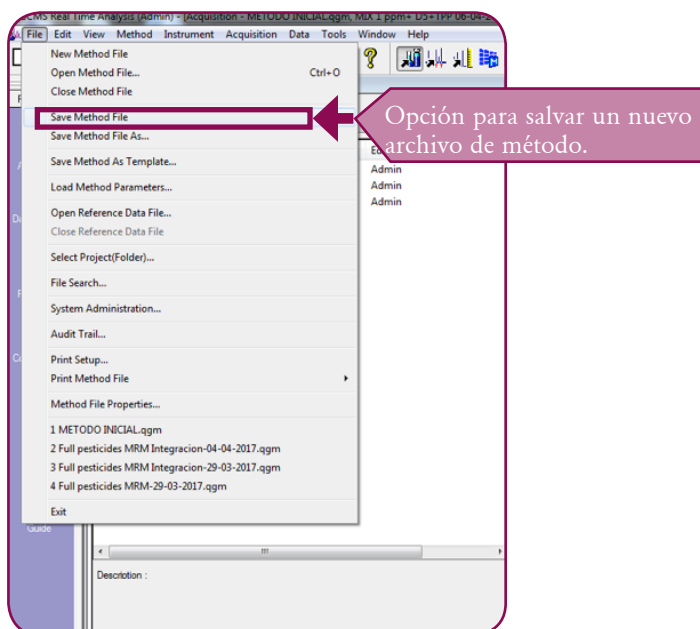 GCMS Real Time Analysis (Admin) - [Acquisition - METODO INICIAL.qgm, MIX 1 ppm+ D5+TPP 06-04-2
File Edit View Method Instrument Acquisition Data Tools Window Help
New Method File
Open Method File... Ctrl+O
Close Method File
Save Method File
Save Method File As...
Save Method As Template...
Load Method Parameters...
Open Reference Data File...
Close Reference Data File
Select Project(Folder)...
File Search...
System Administration...
Audit Trail...
Print Setup...
Print Method File
Method File Properties...
1 METODO INICIAL.qgm
2 Full pesticides MRM Integracion-04-04-2017.qgm
3 Full pesticides MRM Integracion-29-03-2017.qgm
4 Full pesticides MRM-29-03-2017.qgm
Exit
Opción para salvar un nuevo
archivo de método.
Admin
Admin
Admin
Guide
Description :